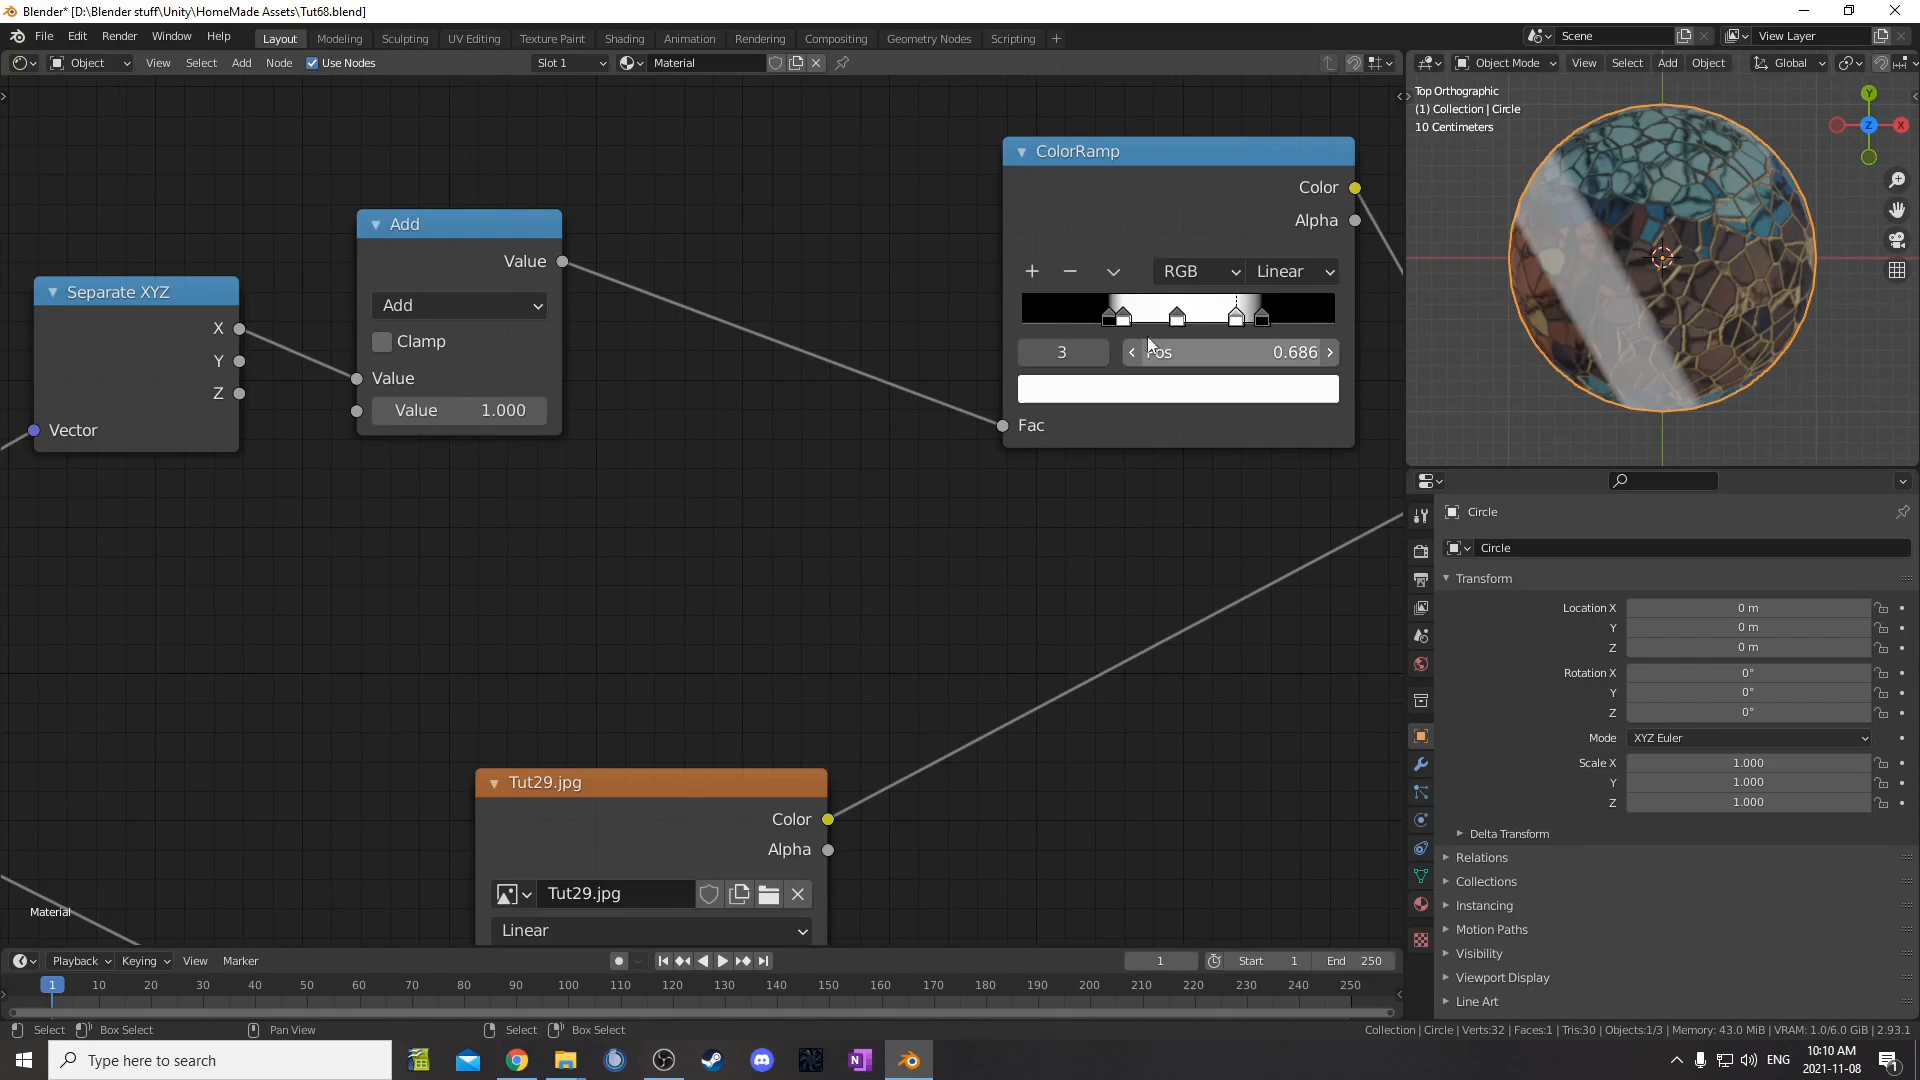 Blender* [D:\Blender stuff\Unity\HomeMade Assets\Tut68.blend]
File Edit Render Window Help Layout Modeling Sculpting UV Editing Texture Paint Shading Animation Rendering Compositing Geometry Nodes Scripting + Scene View Layer
Object View Select Add Node Use Nodes Slot 1 Material Object Mode View Select Add Object Global
Top Orthographic
(1) Collection | Circle
10 Centimeters
Y
Z
X
ColorRamp
Color
Alpha
RGB Linear
3 Pos 0.686
Fac
Add
Value
Add
Clamp
Value
Value 1.000
Separate XYZ
X
Y
Z
Vector
Tut29.jpg
Color
Alpha
Tut29.jpg
Linear
Material
Circle
Circle
Transform
Location X 0 m
Y 0 m
Z 0 m
Rotation X 0°
Y 0°
Z 0°
Mode XYZ Euler
Scale X 1.000
Y 1.000
Z 1.000
Delta Transform
Relations
Collections
Instancing
Motion Paths
Visibility
Viewport Display
Line Art
Playback Keying View Marker 1 Start 1 End 250
1 10 20 30 40 50 60 70 80 90 100 110 120 130 140 150 160 170 180 190 200 210 220 230 240 250
Select Box Select Pan View Select Box Select Collection | Circle | Verts:32 | Faces:1 | Tris:30 | Objects:1/3 | Memory: 43.0 MiB | VRAM: 1.0/6.0 GiB | 2.93.1
Type here to search
ENG
10:10 AM
2021-11-08
1